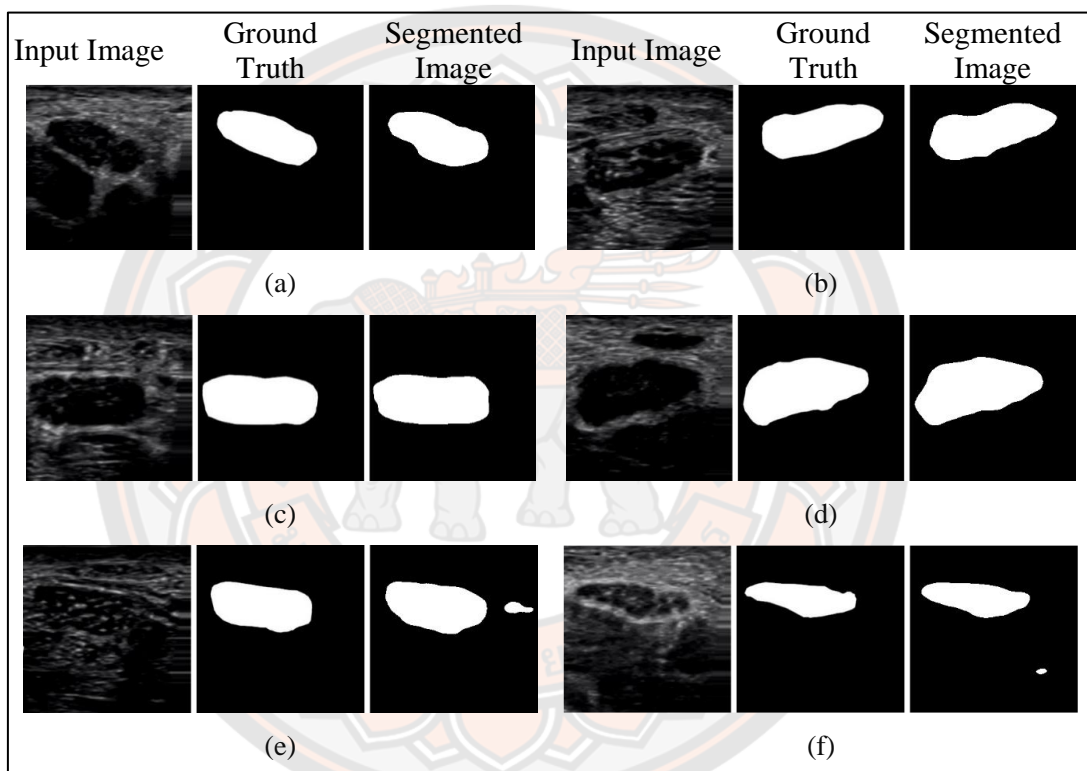 Input Image
Ground
Truth
Segmented
Image
Input Image
Ground
Truth
Segmented
Image
(a)
(b)
(c)
(d)
(e)
(f)